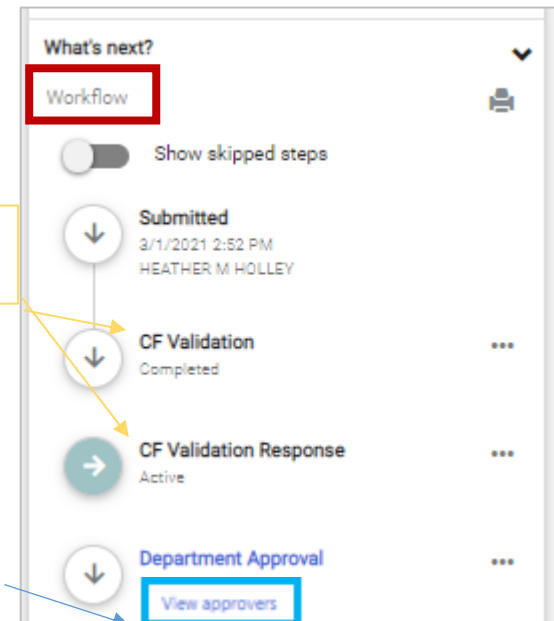 What's next?
Workflow
Show skipped steps
Submitted
3/1/2021 2:52 PM
HEATHER M HOLLEY
CF Validation
Completed
CF Validation Response
Active
Department Approval
View approvers